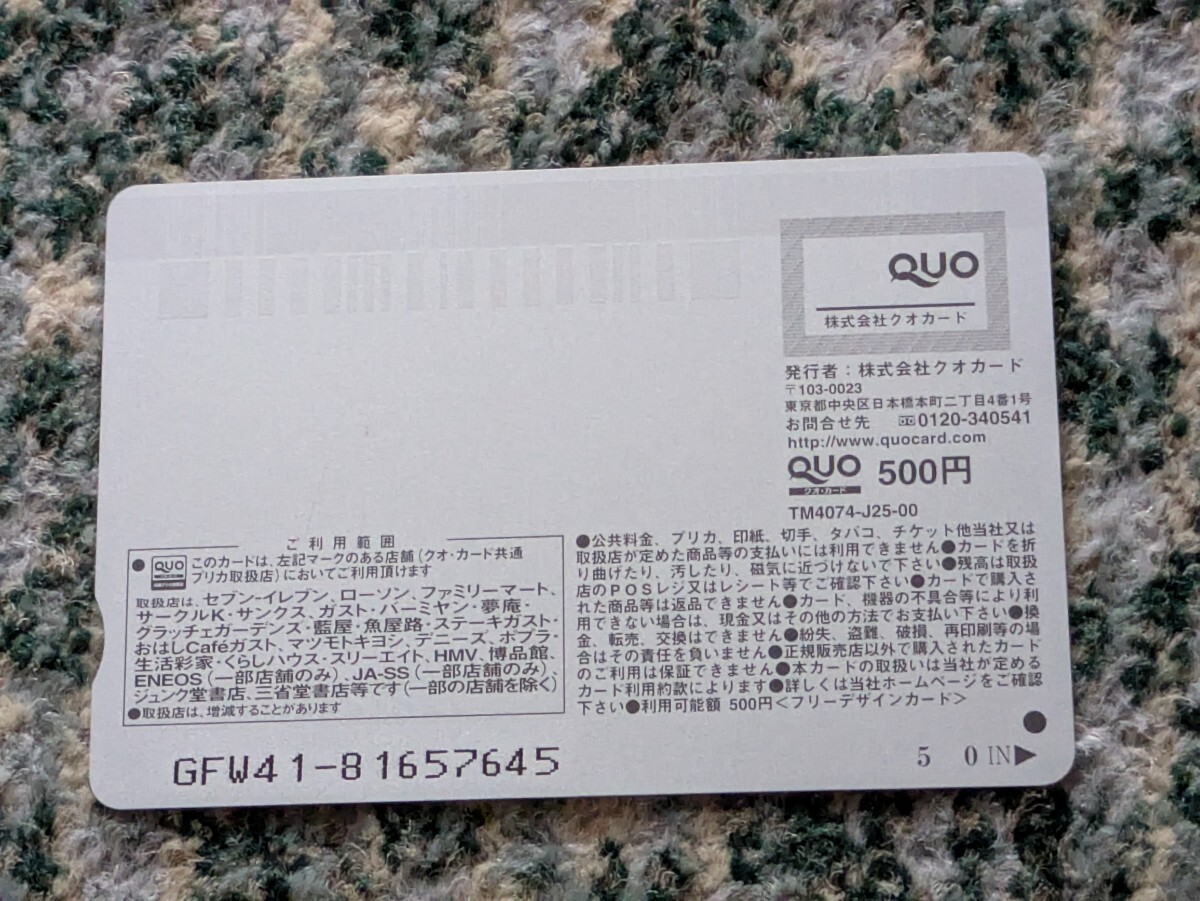 QUO
株式会社クオカード
発行者：株式会社クオカード
〒103-0023
東京都中央区日本橋本町二丁目4番1号
お問合せ先 0120-340541
http://www.quocard.com
QUO 500円
クオ・カード
TM4074-J25-00
ご利用範囲
●QUO このカードは、左記マークのある店舗（クオ・カード共通
プリカ取扱店）においてご利用頂けます
取扱店は、セブン-イレブン、ローソン、ファミリーマート、
サークルK・サンクス、ガスト・バーミヤン・夢庵・
グラッチェガーデンズ・藍屋・魚屋路・ステーキガスト・
おはしCaféガスト、マツモトキヨシ、デニーズ、ポプラ・
生活彩家・くらしハウス・スリーエイト、HMV、博品館、
ENEOS（一部店舗のみ）、JA-SS（一部店舗のみ）、
ジュンク堂書店、三省堂書店等です（一部の店舗を除く）
●取扱店は、増減することがあります
●公共料金、プリカ、印紙、切手、タバコ、チケット他当社又は
取扱店が定めた商品等の支払いには利用できません●カードを折
り曲げたり、汚したり、磁気に近づけないで下さい●残高は取扱
店のPOSレジ又はレシート等でご確認下さい●カードで購入さ
れた商品等は返品できません●カード、機器の不具合等により利
用できない場合は、現金又はその他の方法でお支払い下さい●換
金、転売、交換はできません●紛失、盗難、破損、再印刷等の場
合はその責任を負いません●正規販売店以外で購入されたカード
のご利用は保証できません●本カードの取扱いは当社が定める
カード利用約款によります●詳しくは当社ホームページをご確認
下さい●利用可能額 500円＜フリーデザインカード＞
GFW41-81657645
5 0 IN▶